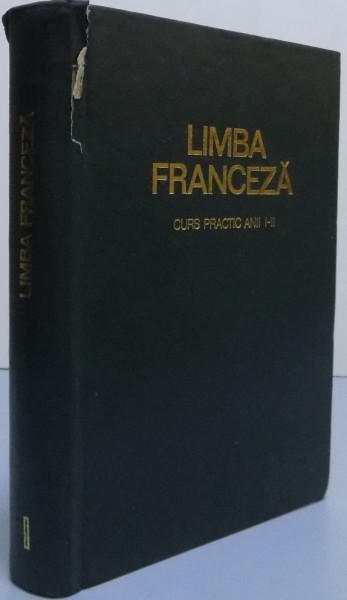 LIMBA
FRANCEZĂ
CURS PRACTIC ANII I-II
LIMBA FRANCEZĂ